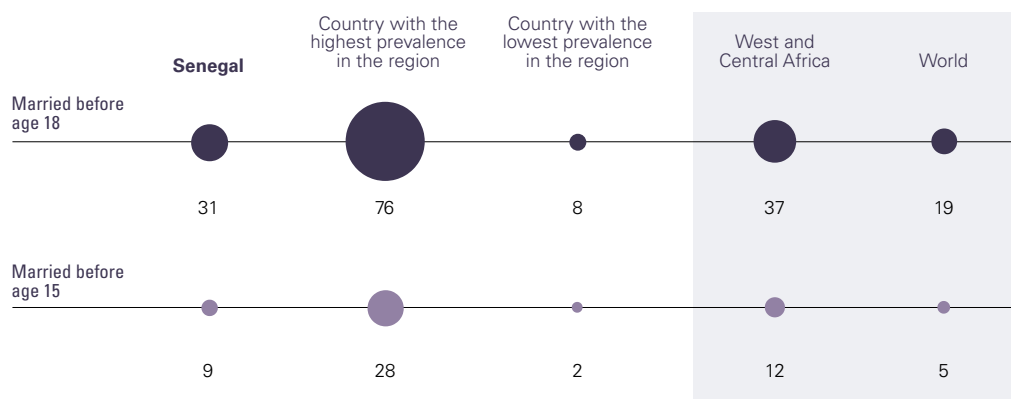 Senegal
Country with the
highest prevalence
in the region
Country with the
lowest prevalence
in the region
West and
Central Africa
World
Married before
age 18
31
76
8
37
19
Married before
age 15
9
28
2
12
5